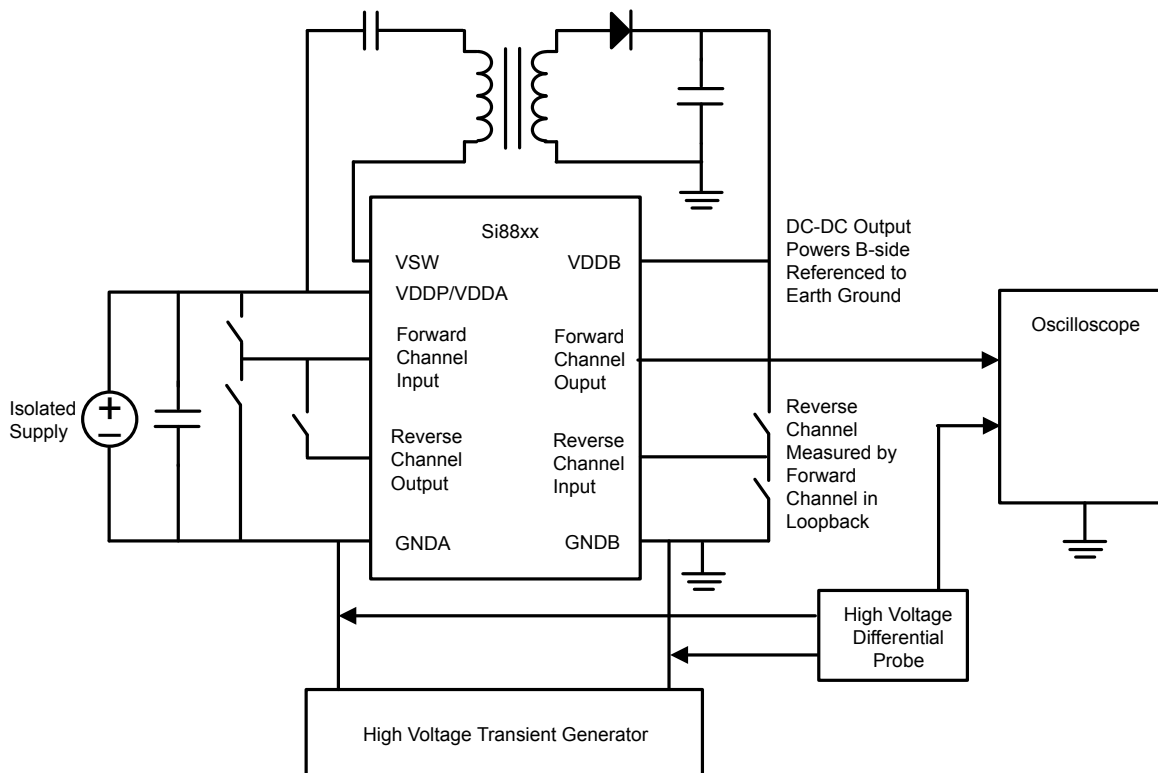 Si88xx
VSW
VDDB
VDDP/VDDA
Forward
Channel
Input
Forward
Channel
Ouput
Reverse
Channel
Output
Reverse
Channel
Input
GNDA
GNDB
Isolated
Supply
+
−
DC-DC Output
Powers B-side
Referenced to
Earth Ground
Reverse
Channel
Measured by
Forward
Channel in
Loopback
Oscilloscope
High Voltage
Differential
Probe
High Voltage Transient Generator